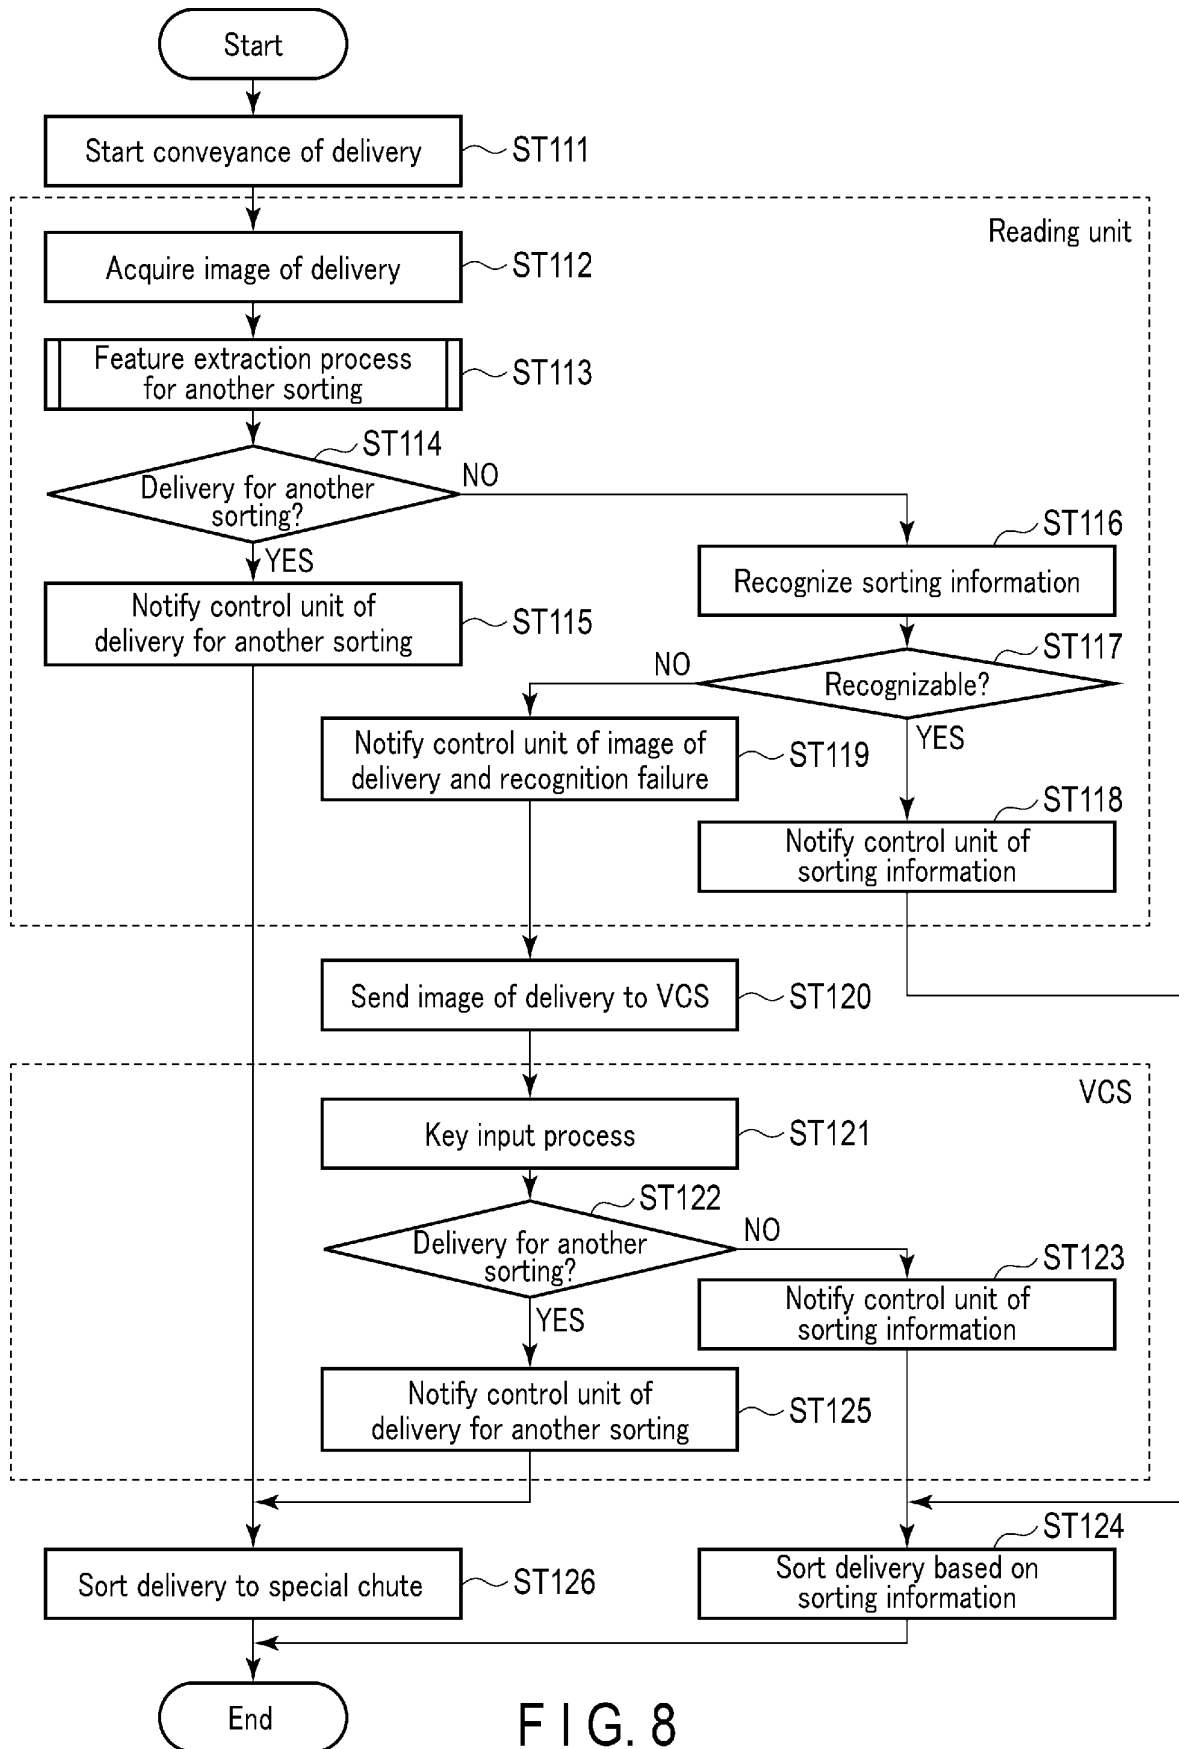 Start
Start conveyance of delivery
ST111
Reading unit
Acquire image of delivery
ST112
Feature extraction process
for another sorting
ST113
ST114
Delivery for another
sorting?
NO
YES
Notify control unit of
delivery for another sorting
ST115
ST116
Recognize sorting information
ST117
Recognizable?
NO
YES
Notify control unit of image of
delivery and recognition failure
ST119
ST118
Notify control unit of
sorting information
Send image of delivery to VCS
ST120
VCS
Key input process
ST121
ST122
Delivery for another
sorting?
NO
YES
ST123
Notify control unit of
sorting information
Notify control unit of
delivery for another sorting
ST125
ST124
Sort delivery based on
sorting information
Sort delivery to special chute
ST126
End
FIG. 8